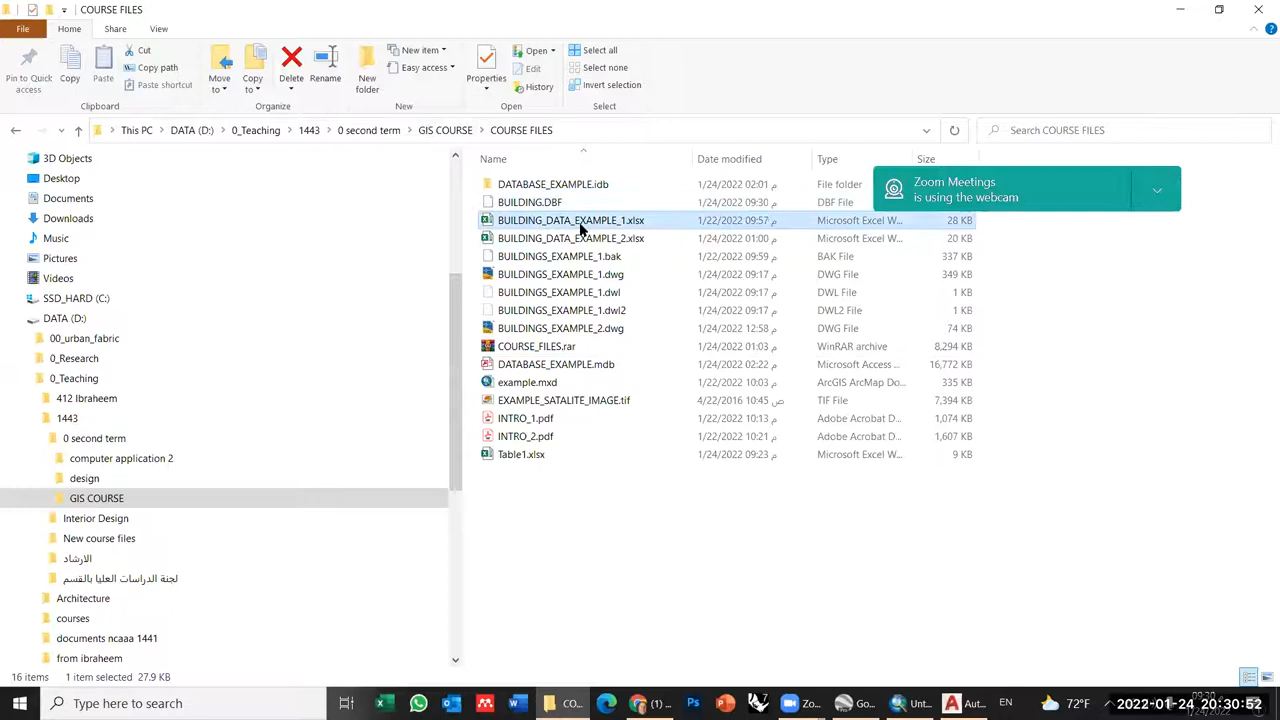 COURSE FILES
File Home Share View
Pin to Quick access
Copy
Paste
Cut
Copy path
Paste shortcut
Clipboard
Move to
Copy to
Delete
Rename
Organize
New folder
New item
Easy access
New
Properties
Open
Edit
History
Open
Select all
Select none
Invert selection
Select
This PC DATA (D:) 0_Teaching 1443 0 second term GIS COURSE COURSE FILES
Search COURSE FILES
3D Objects
Desktop
Documents
Downloads
Music
Pictures
Videos
SSD_HARD (C:)
DATA (D:)
00_urban_fabric
0_Research
0_Teaching
412 Ibraheem
1443
0 second term
computer application 2
design
GIS COURSE
Interior Design
New course files
الارشاد
لجنة الدراسات العليا بالقسم
Architecture
courses
documents ncaaa 1441
from ibraheem
Name Date modified Type Size
DATABASE_EXAMPLE.idb 1/24/2022 02:01 م File folder
BUILDING.DBF 1/24/2022 09:30 م DBF File
BUILDING_DATA_EXAMPLE_1.xlsx 1/22/2022 09:57 م Microsoft Excel W... 28 KB
BUILDING_DATA_EXAMPLE_2.xlsx 1/24/2022 01:00 م Microsoft Excel W... 20 KB
BUILDINGS_EXAMPLE_1.bak 1/22/2022 09:59 م BAK File 337 KB
BUILDINGS_EXAMPLE_1.dwg 1/24/2022 09:17 م DWG File 349 KB
BUILDINGS_EXAMPLE_1.dwl 1/24/2022 09:17 م DWL File 1 KB
BUILDINGS_EXAMPLE_1.dwl2 1/24/2022 09:17 م DWL2 File 1 KB
BUILDINGS_EXAMPLE_2.dwg 1/24/2022 12:58 م DWG File 74 KB
COURSE_FILES.rar 1/24/2022 01:03 م WinRAR archive 8,294 KB
DATABASE_EXAMPLE.mdb 1/24/2022 02:22 م Microsoft Access ... 16,772 KB
example.mxd 1/22/2022 10:03 م ArcGIS ArcMap Do... 335 KB
EXAMPLE_SATALITE_IMAGE.tif 4/22/2016 10:45 ص TIF File 7,394 KB
INTRO_1.pdf 1/22/2022 10:13 م Adobe Acrobat D... 1,074 KB
INTRO_2.pdf 1/22/2022 10:21 م Adobe Acrobat D... 1,607 KB
Table1.xlsx 1/24/2022 09:23 م Microsoft Excel W... 9 KB
Zoom Meetings
is using the webcam
16 items 1 item selected 27.9 KB
Type here to search
CO...
(1) ...
Zo...
Go...
Unt...
Aut...
EN
72°F
2022-01-24 20:30:52